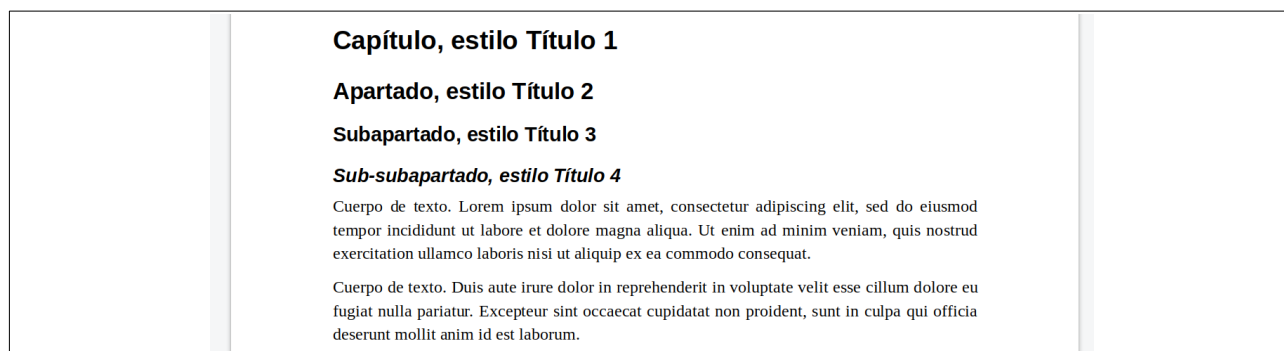 Capítulo, estilo Título 1
Apartado, estilo Título 2
Subapartado, estilo Título 3
Sub-subapartado, estilo Título 4
Cuerpo de texto. Lorem ipsum dolor sit amet, consectetur adipiscing elit, sed do eiusmod
tempor incididunt ut labore et dolore magna aliqua. Ut enim ad minim veniam, quis nostrud
exercitation ullamco laboris nisi ut aliquip ex ea commodo consequat.
Cuerpo de texto. Duis aute irure dolor in reprehenderit in voluptate velit esse cillum dolore eu
fugiat nulla pariatur. Excepteur sint occaecat cupidatat non proident, sunt in culpa qui officia
deserunt mollit anim id est laborum.